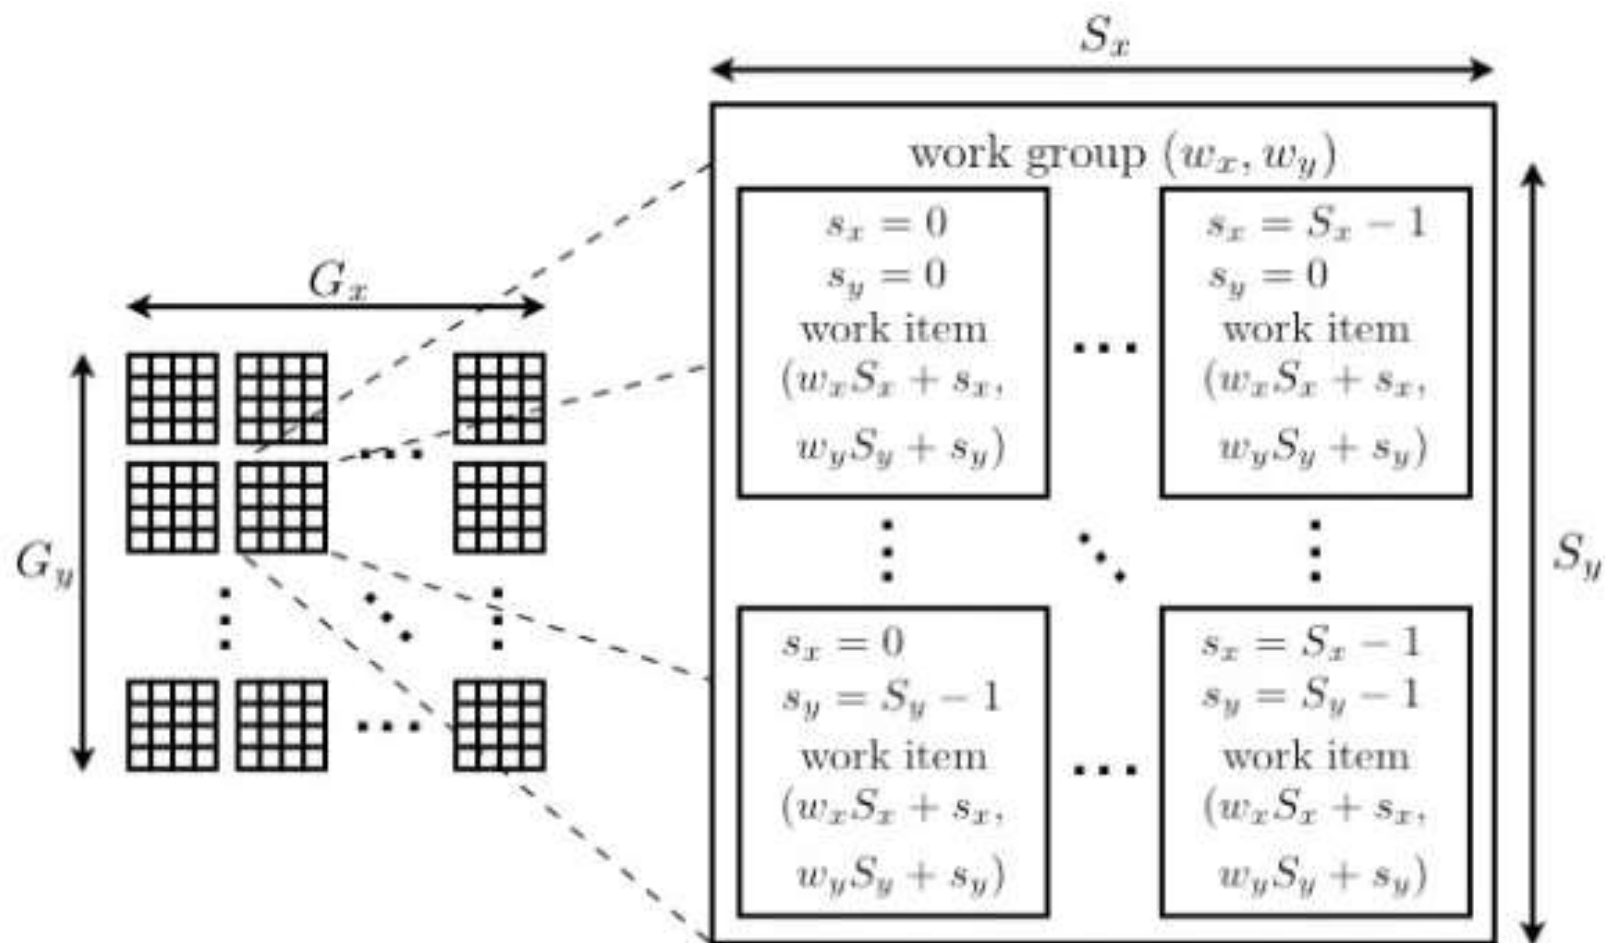 S_x
work group (w_x, w_y)
G_x
G_y
s_x = 0
s_y = 0
work item
(w_xS_x + s_x,
w_yS_y + s_y)
s_x = S_x − 1
s_y = 0
work item
(w_xS_x + s_x,
w_yS_y + s_y)
S_y
s_x = 0
s_y = S_y − 1
work item
(w_xS_x + s_x,
w_yS_y + s_y)
s_x = S_x − 1
s_y = S_y − 1
work item
(w_xS_x + s_x,
w_yS_y + s_y)